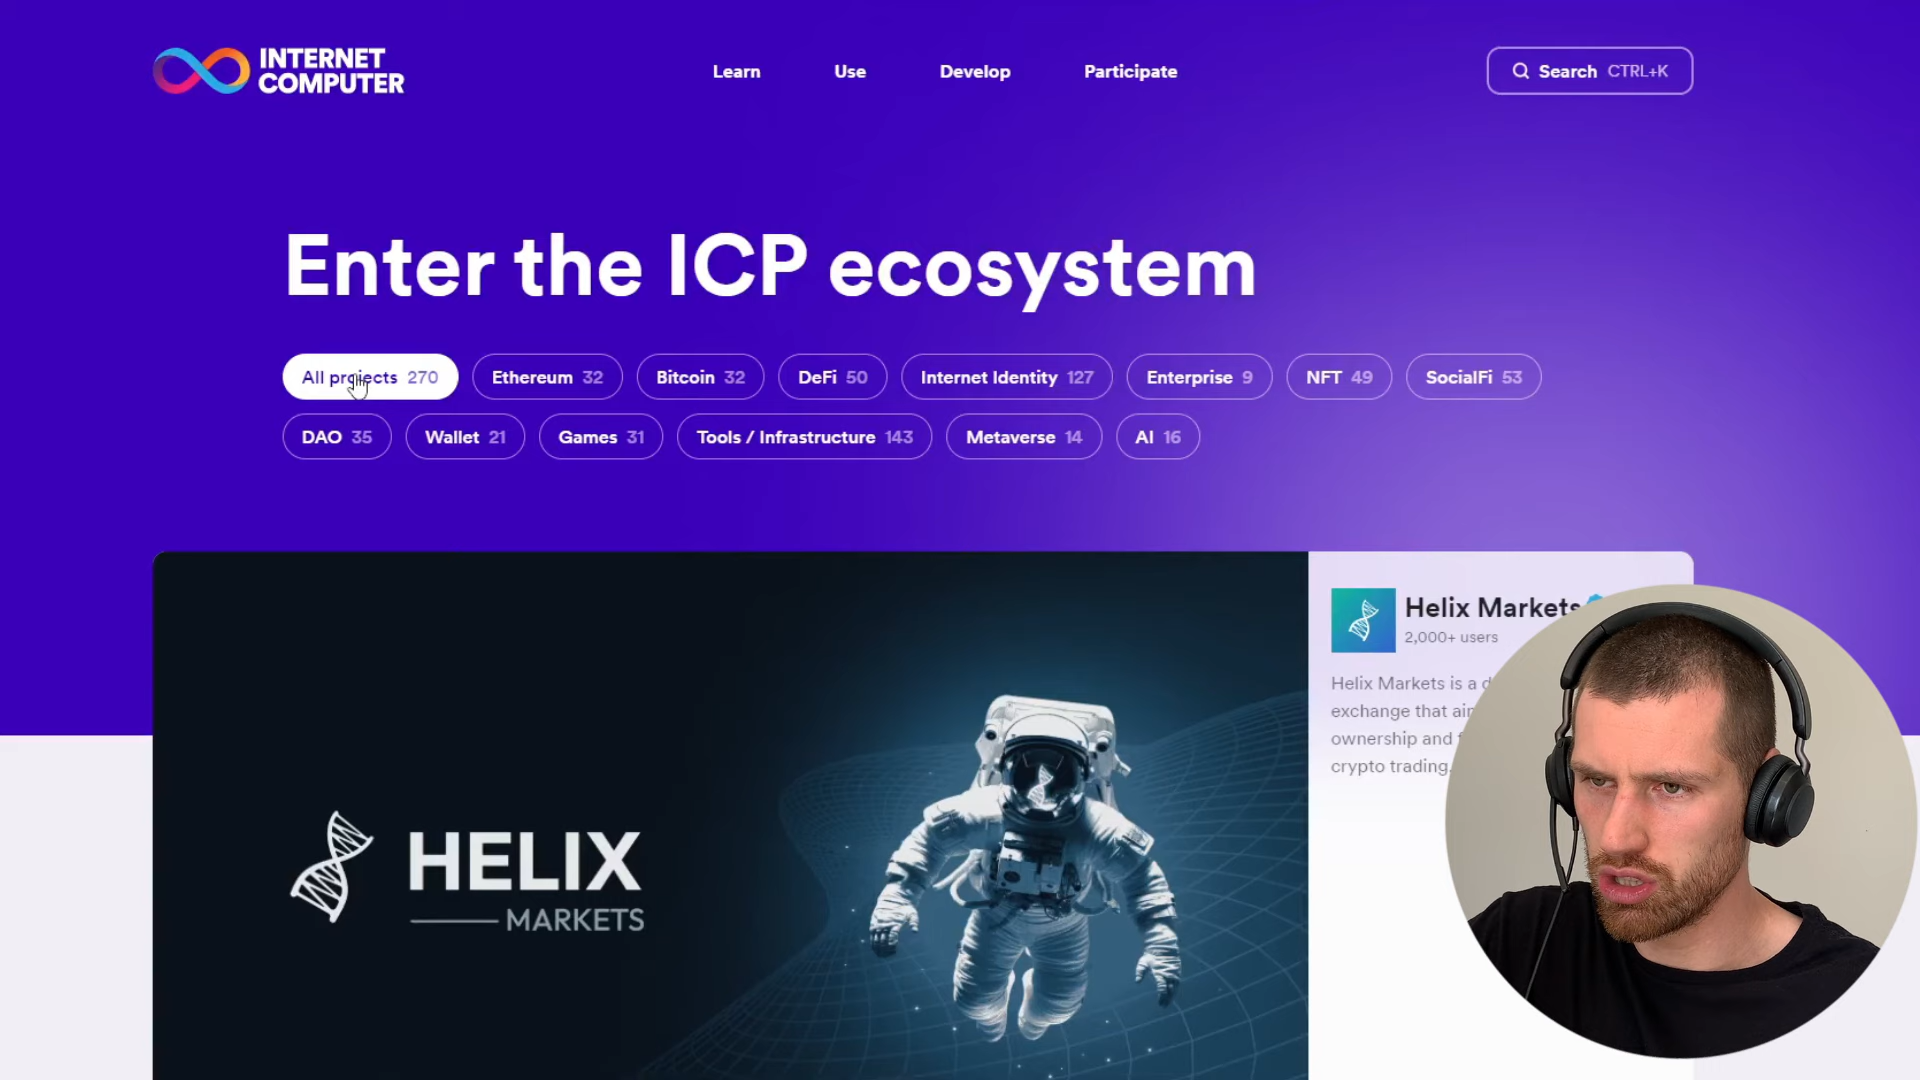 INTERNET
COMPUTER
Learn
Use
Develop
Participate
Search CTRL+K
Enter the ICP ecosystem
All projects 270
Ethereum 32
Bitcoin 32
DeFi 50
Internet Identity 127
Enterprise 9
NFT 49
SocialFi 53
DAO 35
Wallet 21
Games 31
Tools / Infrastructure 143
Metaverse 14
AI 16
HELIX
MARKETS
Helix Markets
2,000+ users
Helix Markets is a
exchange that
ownership and
crypto trading.